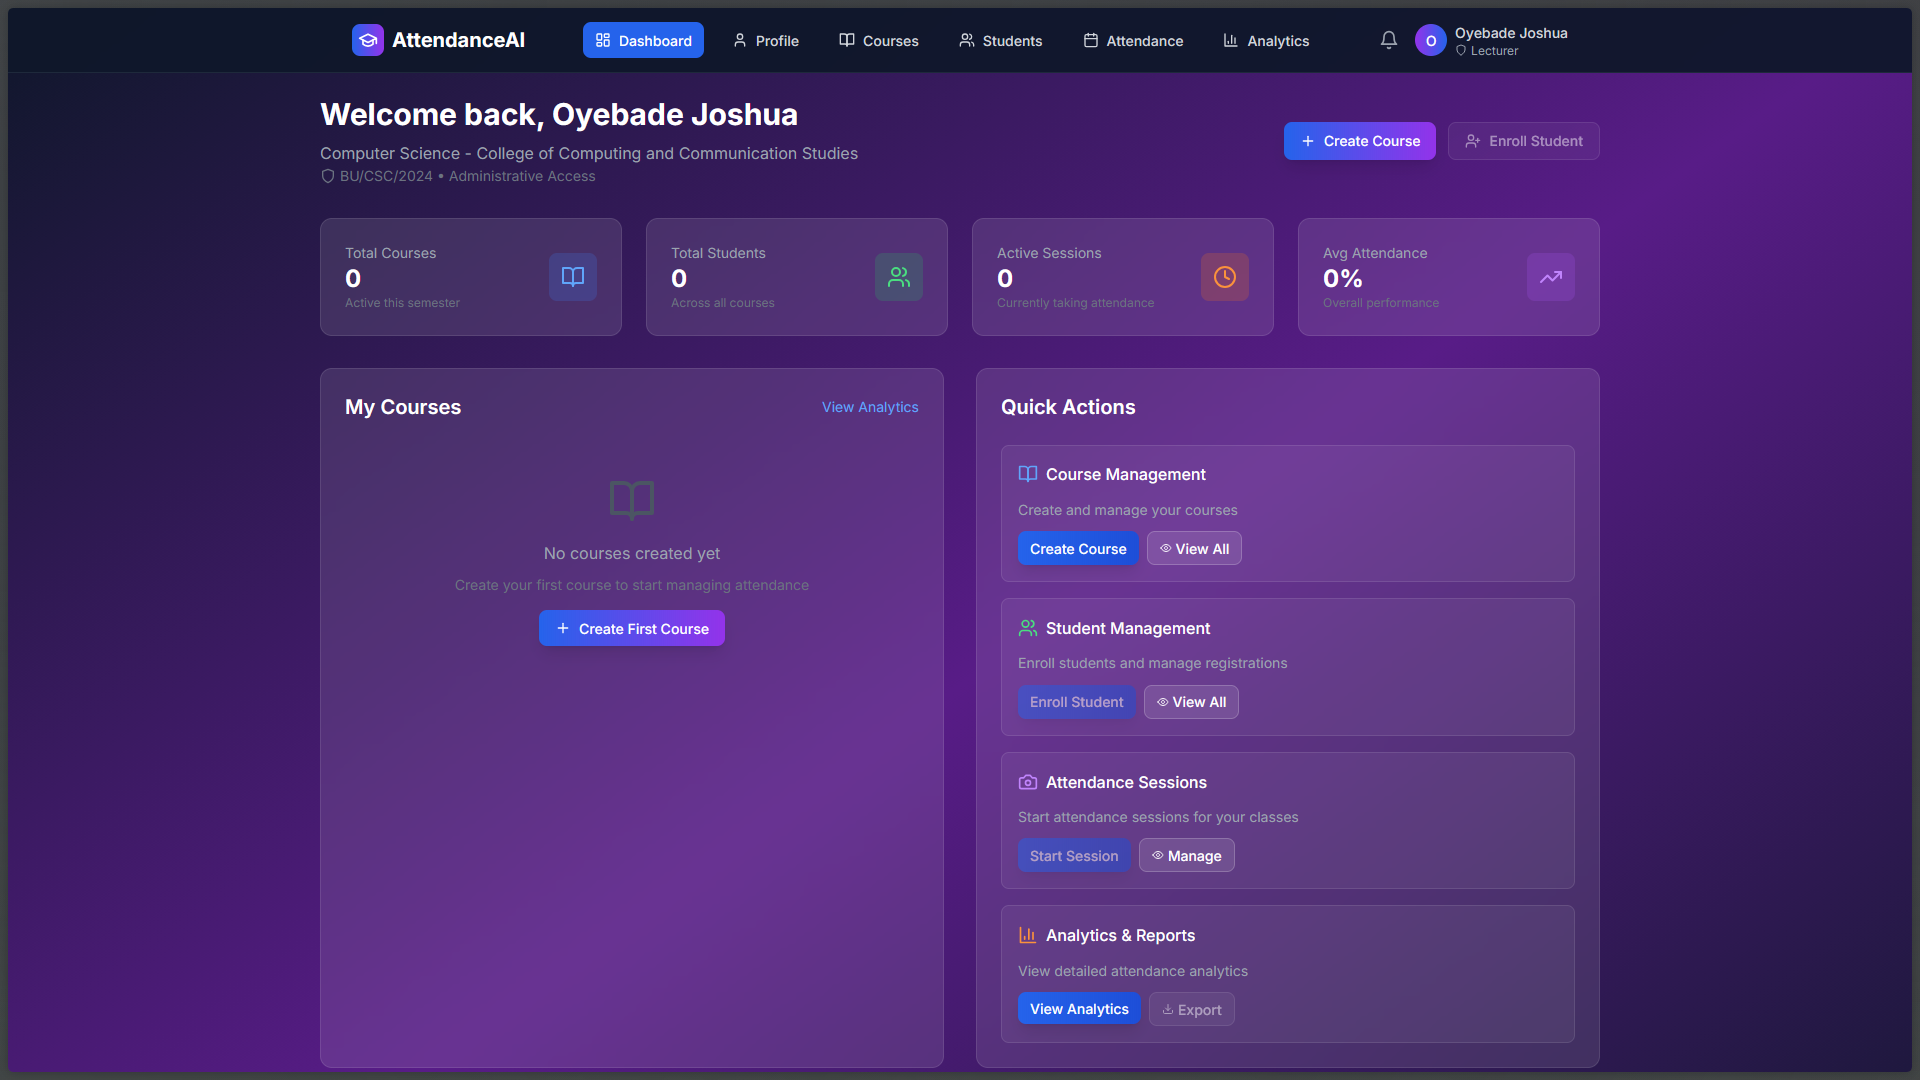 AttendanceAI
Dashboard
Profile
Courses
Students
Attendance
Analytics
O
Oyebade Joshua
Lecturer
Welcome back, Oyebade Joshua
Computer Science - College of Computing and Communication Studies
BU/CSC/2024 • Administrative Access
Create Course
Enroll Student
Total Courses
0
Active this semester
Total Students
0
Across all courses
Active Sessions
0
Currently taking attendance
Avg Attendance
0%
Overall performance
My Courses
View Analytics
No courses created yet
Create your first course to start managing attendance
Create First Course
Quick Actions
Course Management
Create and manage your courses
Create Course
View All
Student Management
Enroll students and manage registrations
Enroll Student
View All
Attendance Sessions
Start attendance sessions for your classes
Start Session
Manage
Analytics & Reports
View detailed attendance analytics
View Analytics
Export